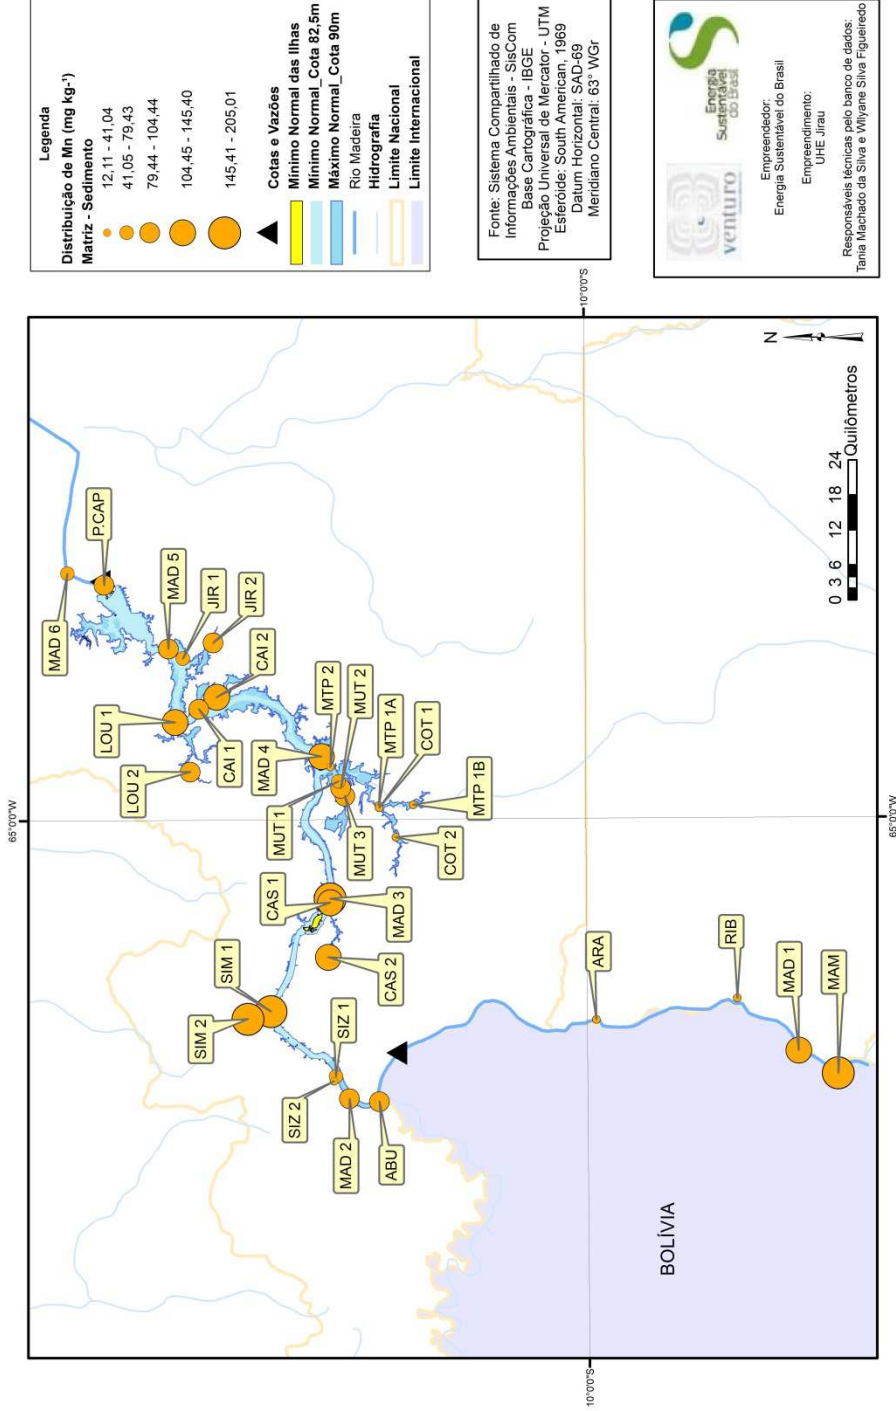 Legenda
Distribuição de Mn (mg kg-¹)
Matriz - Sedimento
12,11 - 41,04
41,05 - 79,43
79,44 - 104,44
104,45 - 145,40
145,41 - 205,01
Cotas e Vazões
Mínimo Normal das Ilhas
Mínimo Normal_Cota 82,5m
Máximo Normal_Cota 90m
Rio Madeira
Hidrografia
Limite Nacional
Limite Internacional
Fonte: Sistema Compartilhado de
Informações Ambientais - SisCom
Base Cartográfica - IBGE
Projeção Universal de Mercator - UTM
Esferóide: South American, 1969
Datum Horizontal: SAD-69
Meridiano Central: 63° WGr
venturo
Energia
Sustentável
do Brasil
Empreendedor:
Energia Sustentável do Brasil
Empreendimento:
UHE Jirau
Responsáveis técnicas pelo banco de dados:
Tania Machado da Silva e Wlyane Silva Figueiredo
65°0'0"W
65°0'0"W
10°0'0"S
10°0'0"S
MAD 6
P.CAP
MAD 5
JIR 1
JIR 2
CAI 2
LOU 1
LOU 2
CAI 1
MAD 4
MTP 2
MUT 2
MUT 1
MTP 1A
COT 1
MUT 3
MTP 1B
COT 2
CAS 1
MAD 3
CAS 2
SIM 1
SIM 2
SIZ 1
SIZ 2
MAD 2
ABU
ARA
RIB
MAD 1
MAM
BOLÍVIA
N
0 3 6 12 18 24
Quilômetros